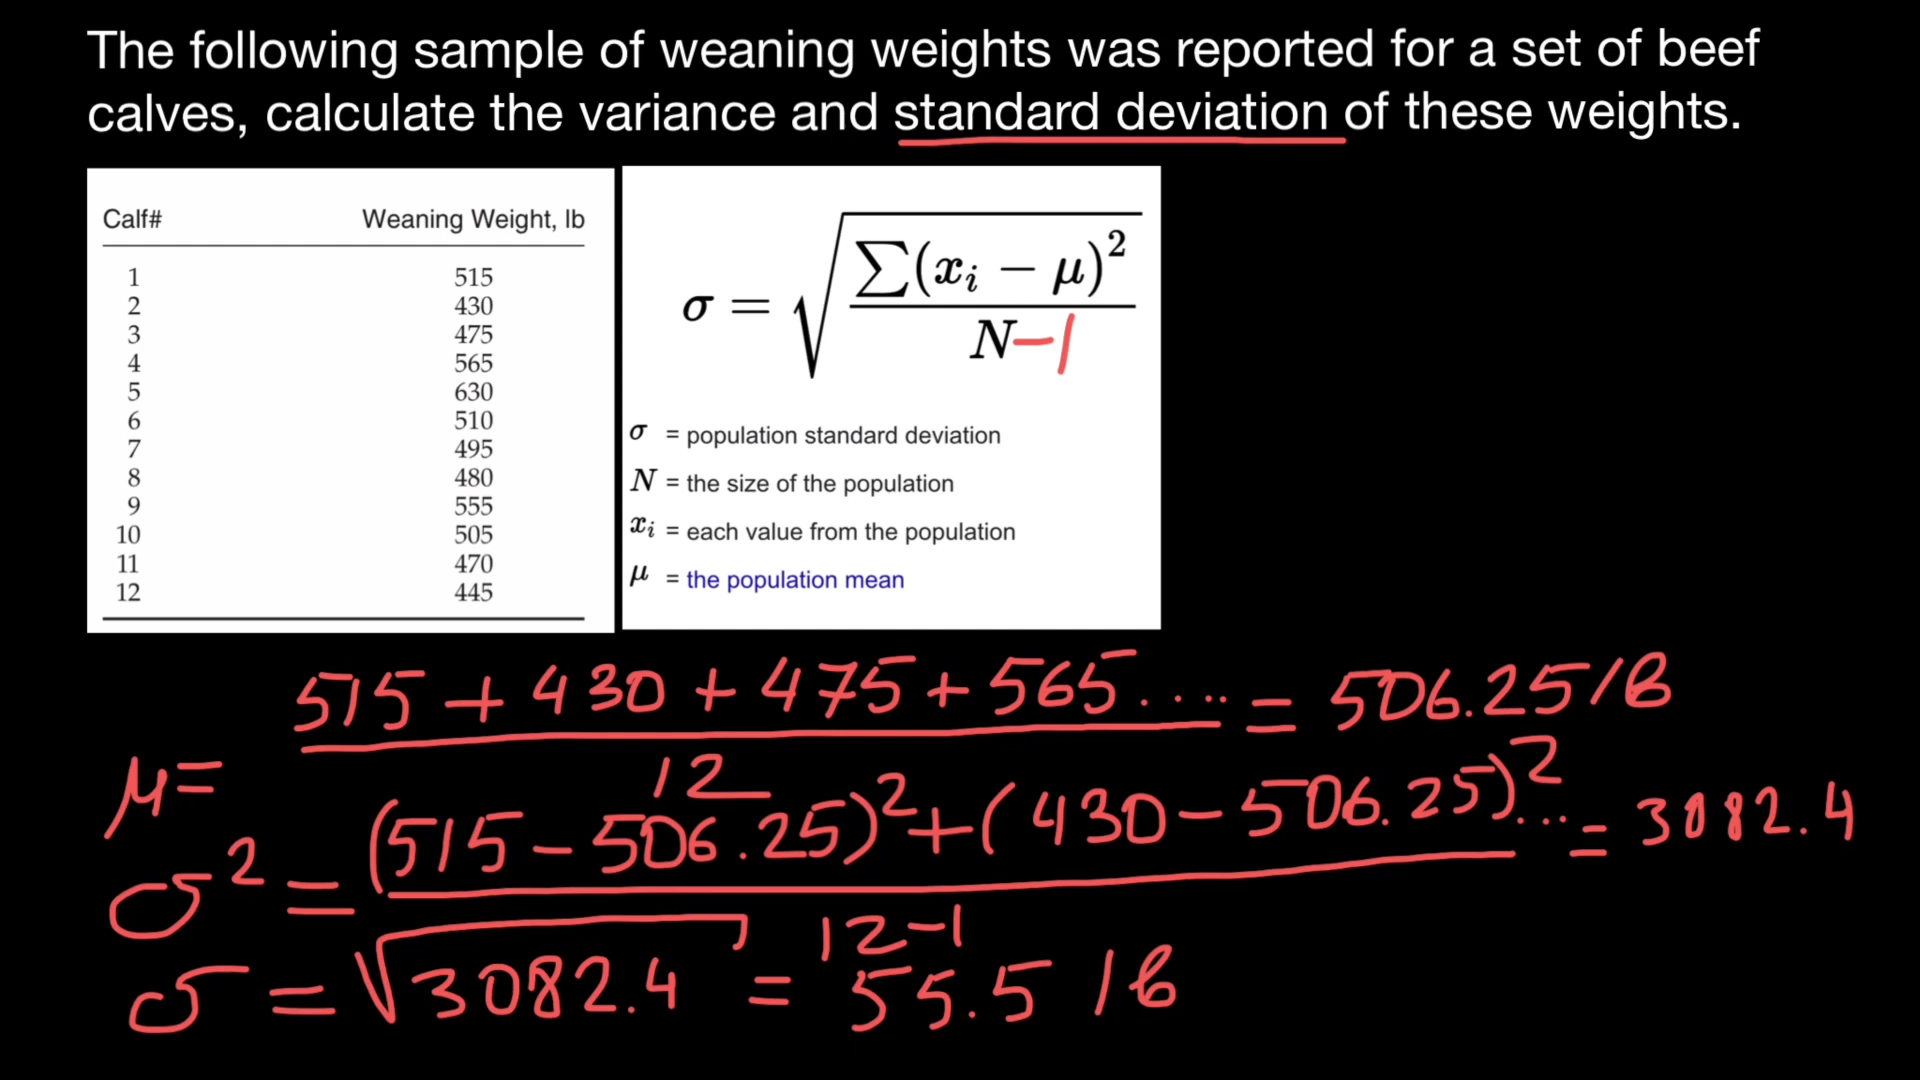 The following sample of weaning weights was reported for a set of beef
calves, calculate the variance and standard deviation of these weights.
Calf# Weaning Weight, lb
1 515
2 430
3 475
4 565
5 630
6 510
7 495
8 480
9 555
10 505
11 470
12 445
σ = √(∑(xᵢ − μ)² / N-1)
σ = population standard deviation
N = the size of the population
xᵢ = each value from the population
μ = the population mean
μ = 515 + 430 + 475 + 565.... / 12 = 506.25 lb
σ² = (515 - 506.25)² + (430 - 506.25)²... / 12-1 = 3082.4
σ = √3082.4 = 55.5 lb